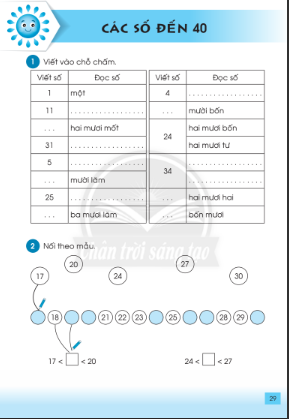 CÁC SỐ ĐẾN 40
1 Viết vào chỗ chấm.
Viết số Đọc số Viết số Đọc số
1 một 4 ..................
11 .................. ... mười bốn
... hai mươi mốt 24 hai mươi bốn
31 .................. hai mươi tư
5 .................. 34 ..................
... mười lăm ..................
25 .................. ... hai mươi hai
... ba mươi lăm ... bốn mươi
Chân trời sáng tạo
2 Nối theo mẫu.
17 20 24 27 30
18 21 22 23 25 28 29
17 < < 20 24 < < 27
29